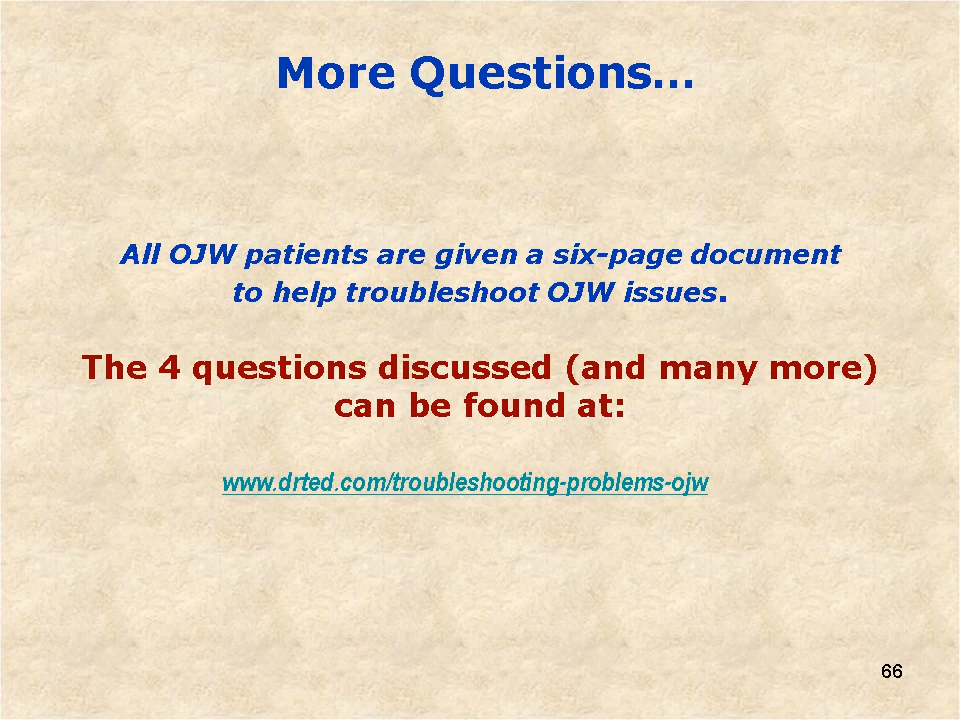 More Questions...
All OJW patients are given a six-page document
to help troubleshoot OJW issues.
The 4 questions discussed (and many more)
can be found at:
www.drted.com/troubleshooting-problems-ojw
66